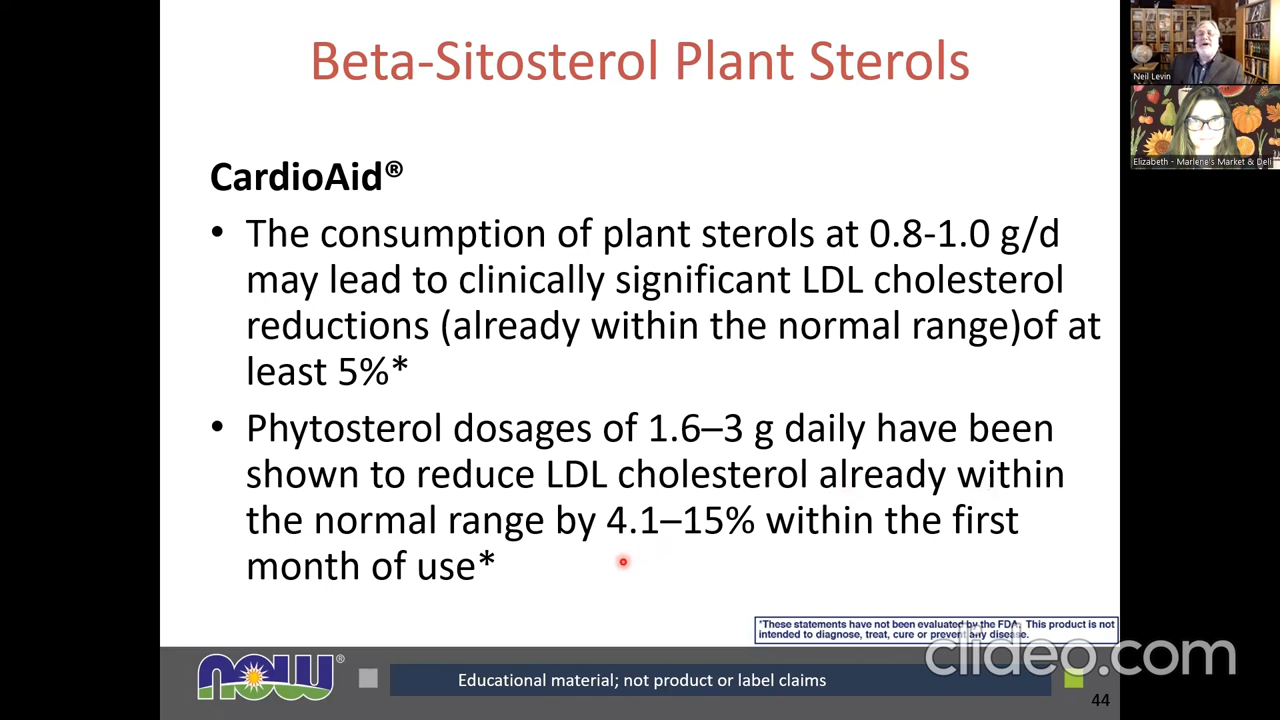 Beta-Sitosterol Plant Sterols
CardioAid®
• The consumption of plant sterols at 0.8-1.0 g/d
may lead to clinically significant LDL cholesterol
reductions (already within the normal range)of at
least 5%*
• Phytosterol dosages of 1.6–3 g daily have been
shown to reduce LDL cholesterol already within
the normal range by 4.1–15% within the first
month of use*
*These statements have not been evaluated by the FDA. This product is not
intended to diagnose, treat, cure or prevent any disease.
NOW®
Educational material; not product or label claims
44
clideo.com
Neil Levin
Elizabeth - Marlene's Market & Deli